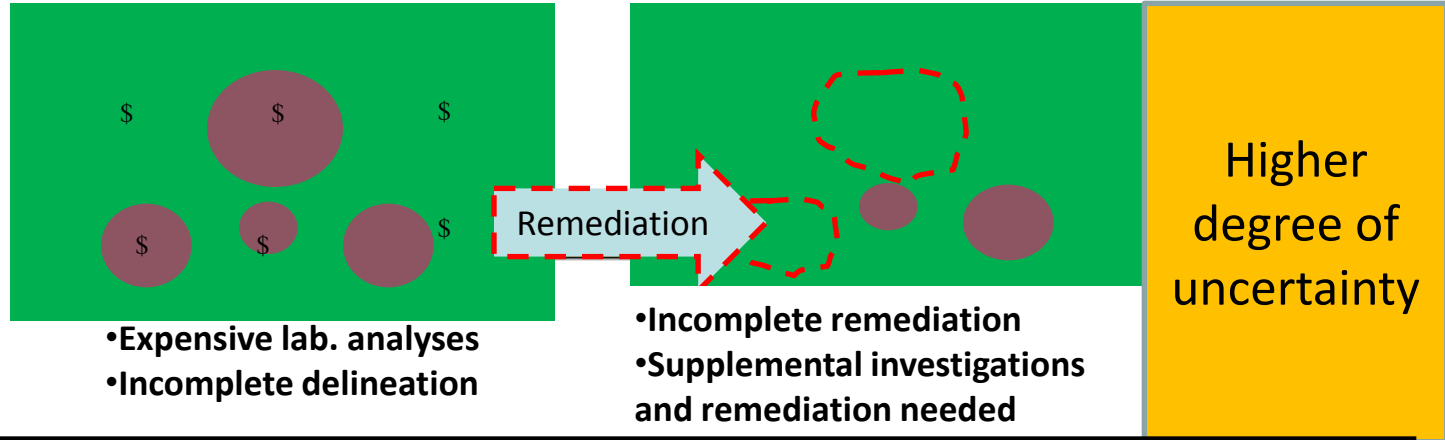 $ $ $
$ $ $
•Expensive lab. analyses
•Incomplete delineation
Remediation
•Incomplete remediation
•Supplemental investigations
and remediation needed
Higher
degree of
uncertainty